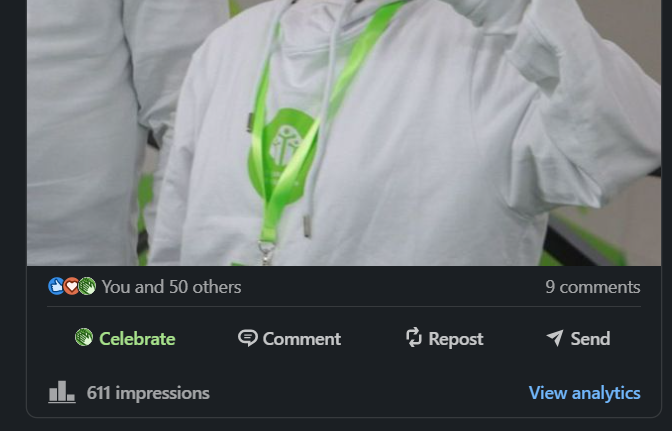 You and 50 others 9 comments
Celebrate Comment Repost Send
611 impressions View analytics